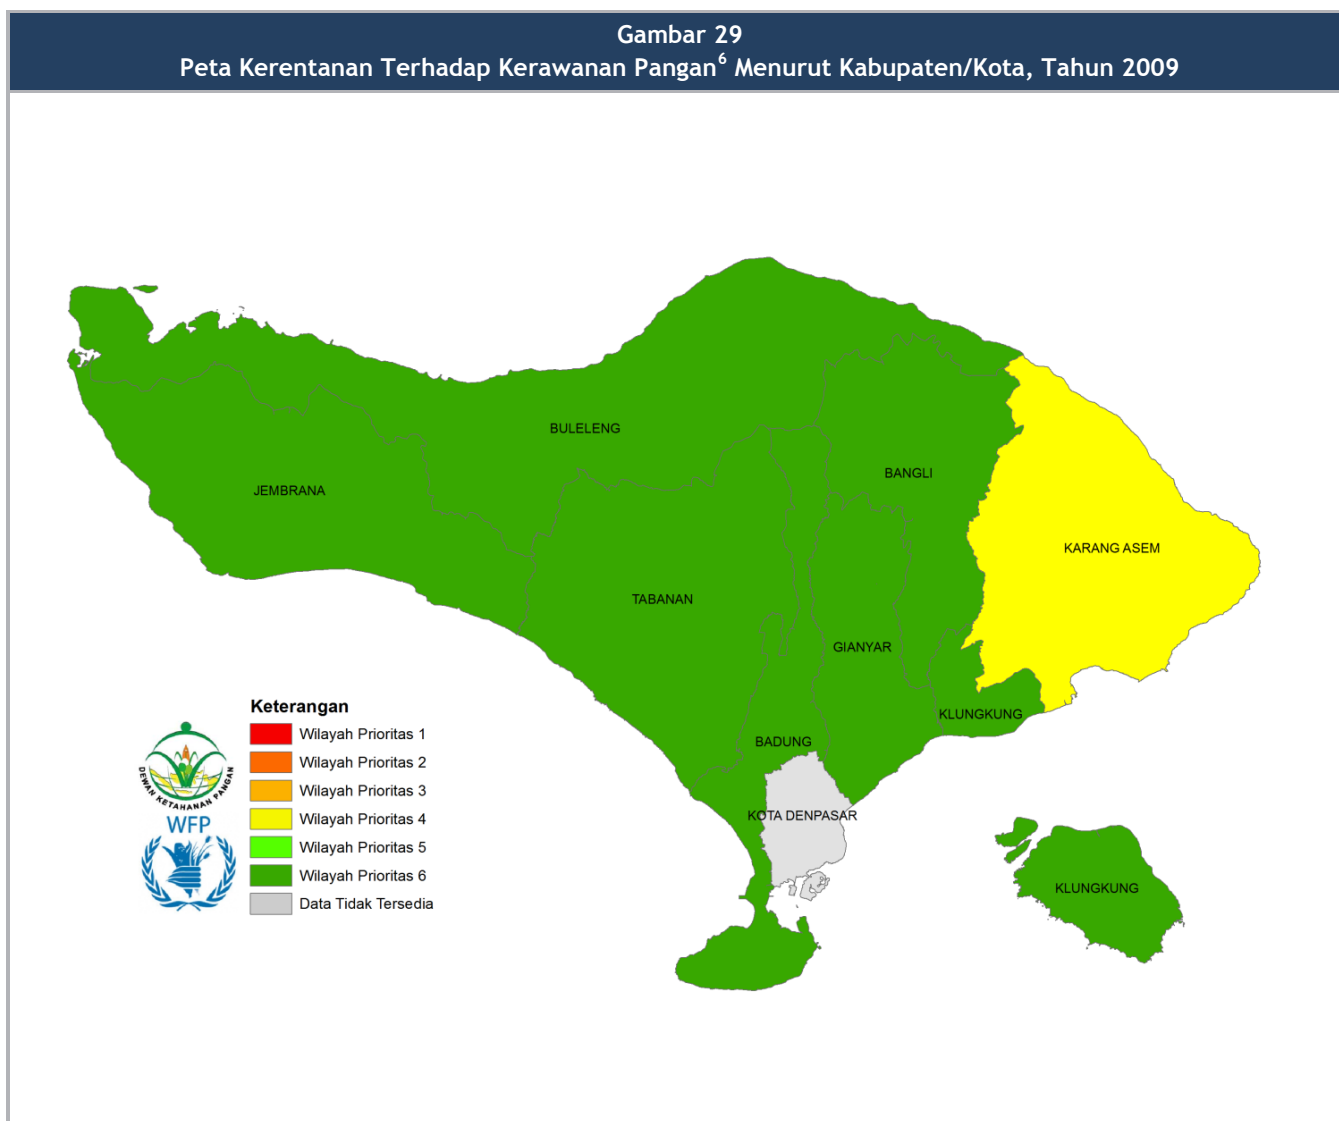 Gambar 29
Peta Kerentanan Terhadap Kerawanan Pangan⁶ Menurut Kabupaten/Kota, Tahun 2009
BULELENG
BANGLI
JEMBRANA
KARANG ASEM
TABANAN
GIANYAR
KLUNGKUNG
BADUNG
KOTA DENPASAR
KLUNGKUNG
Keterangan
Wilayah Prioritas 1
Wilayah Prioritas 2
Wilayah Prioritas 3
Wilayah Prioritas 4
Wilayah Prioritas 5
Wilayah Prioritas 6
Data Tidak Tersedia
DEWAN KETAHANAN PANGAN
WFP